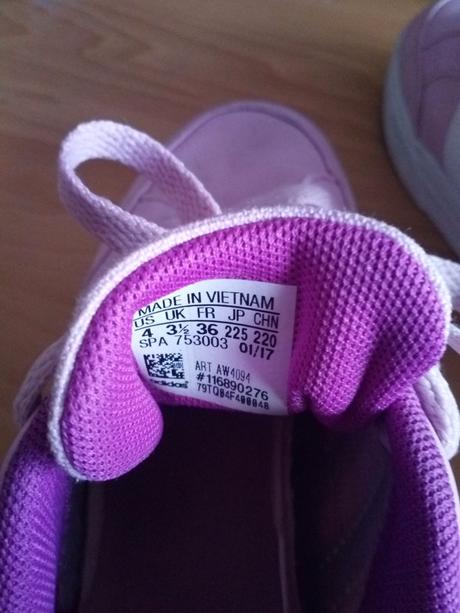 MADE IN VIETNAM
US UK FR JP CHN
4 3½ 36 225 220
SPA 753003 01/17
ART AW4094
#116890276
79TQ04F400048
adidas